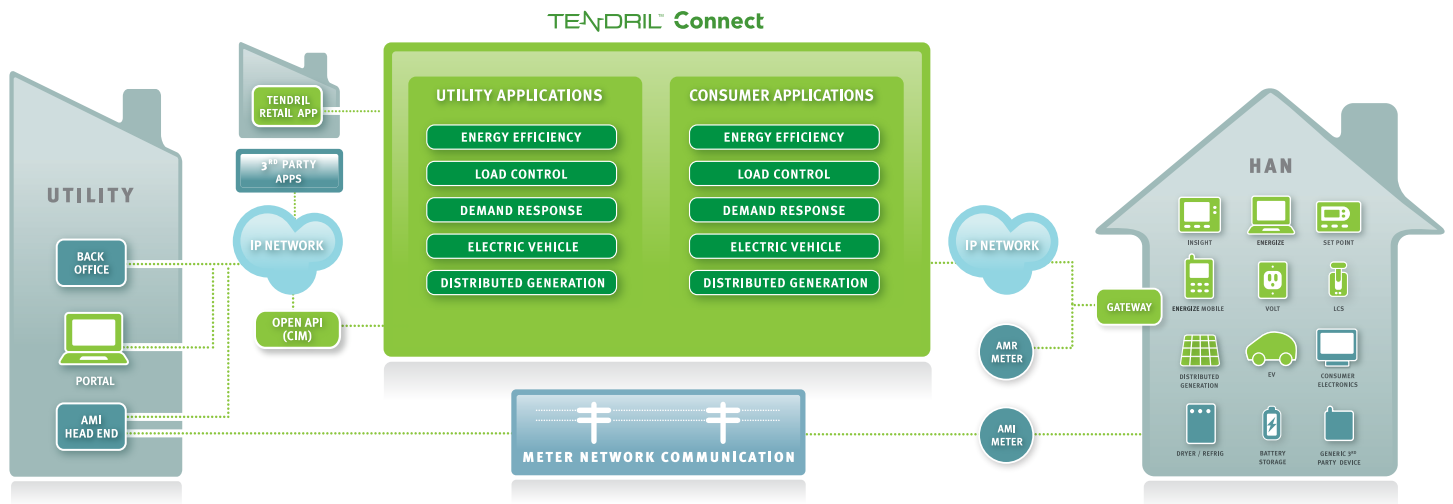 TENDRIL™ Connect
UTILITY
BACK
OFFICE
PORTAL
AMI
HEAD END
TENDRIL
RETAIL APP
3RD PARTY
APPS
IP NETWORK
OPEN API
(CIM)
UTILITY APPLICATIONS
ENERGY EFFICIENCY
LOAD CONTROL
DEMAND RESPONSE
ELECTRIC VEHICLE
DISTRIBUTED GENERATION
CONSUMER APPLICATIONS
ENERGY EFFICIENCY
LOAD CONTROL
DEMAND RESPONSE
ELECTRIC VEHICLE
DISTRIBUTED GENERATION
METER NETWORK COMMUNICATION
IP NETWORK
AMR
METER
AMI
METER
GATEWAY
HAN
INSIGHT
ENERGIZE
SET POINT
ENERGIZE MOBILE
VOLT
LCS
DISTRIBUTED
GENERATION
EV
CONSUMER
ELECTRONICS
DRYER / REFRIG
BATTERY
STORAGE
GENERIC 3RD
PARTY DEVICE